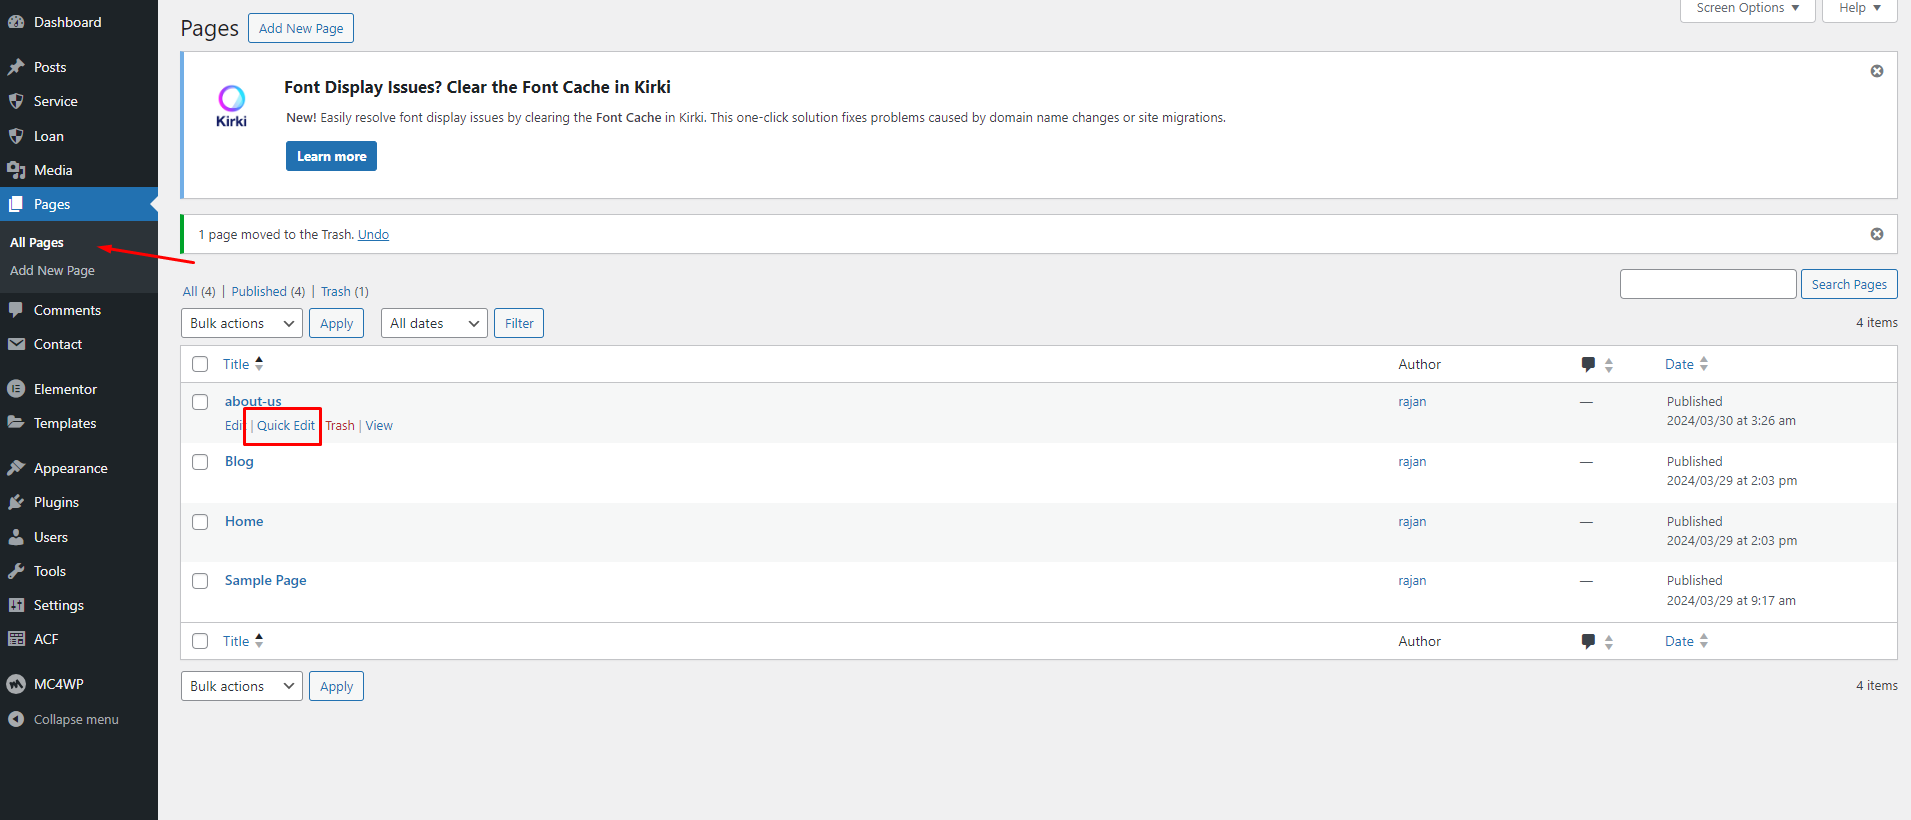 Dashboard
Posts
Service
Loan
Media
Pages
All Pages
Add New Page
Comments
Contact
Elementor
Templates
Appearance
Plugins
Users
Tools
Settings
ACF
MC4WP
Collapse menu
Screen Options
Help
Pages
Add New Page
Kirki
Font Display Issues? Clear the Font Cache in Kirki
New! Easily resolve font display issues by clearing the Font Cache in Kirki. This one-click solution fixes problems caused by domain name changes or site migrations.
Learn more
1 page moved to the Trash. Undo
All (4) | Published (4) | Trash (1)
Search Pages
Bulk actions Apply All dates Filter
4 items
Title Author Date
about-us rajan — Published
2024/03/30 at 3:26 am
Edit | Quick Edit Trash | View
Blog rajan — Published
2024/03/29 at 2:03 pm
Home rajan — Published
2024/03/29 at 2:03 pm
Sample Page rajan — Published
2024/03/29 at 9:17 am
Title Author Date
Bulk actions Apply
4 items